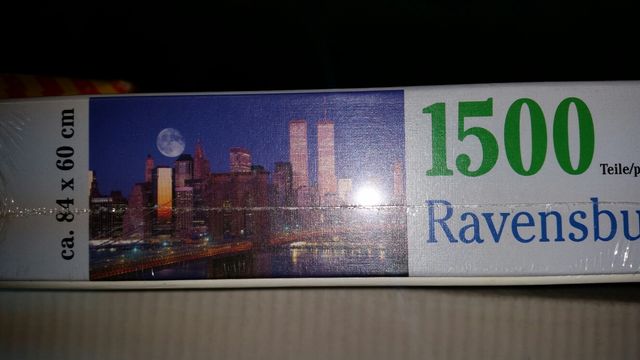 ca. 84 x 60 cm
1500
Teile/p
Ravensbu